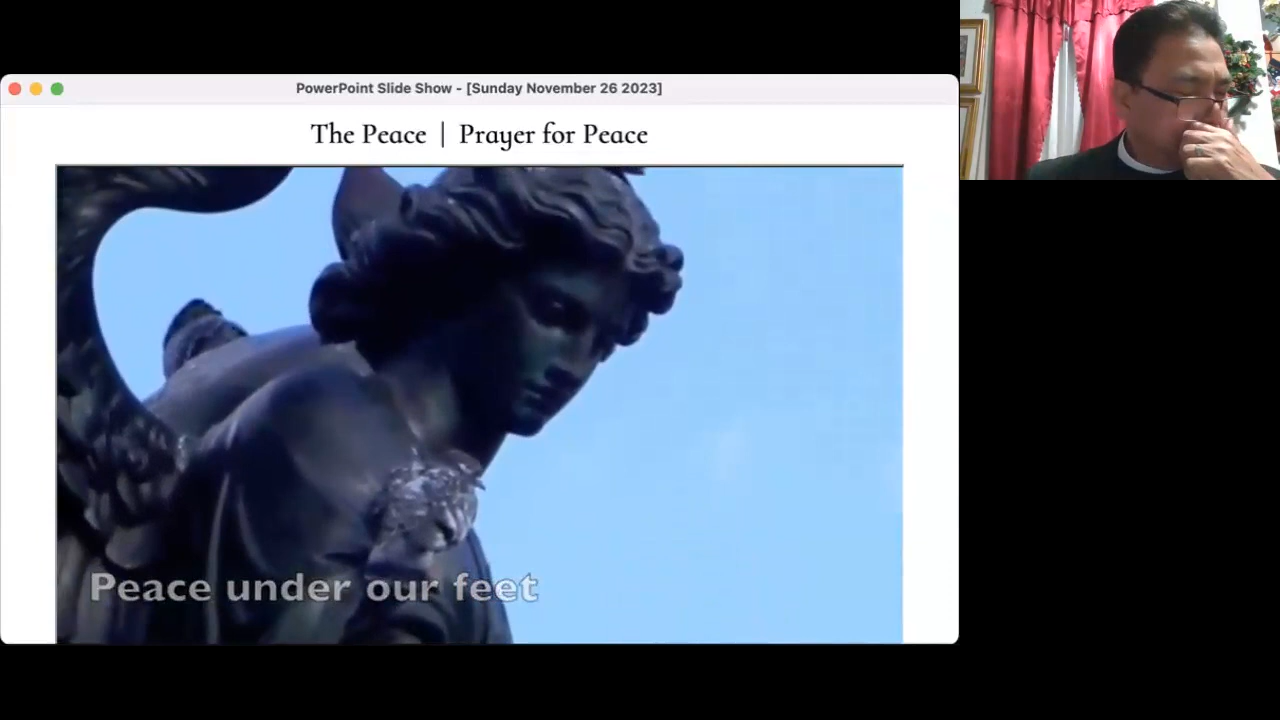 PowerPoint Slide Show - [Sunday November 26 2023]
The Peace | Prayer for Peace
Peace under our feet